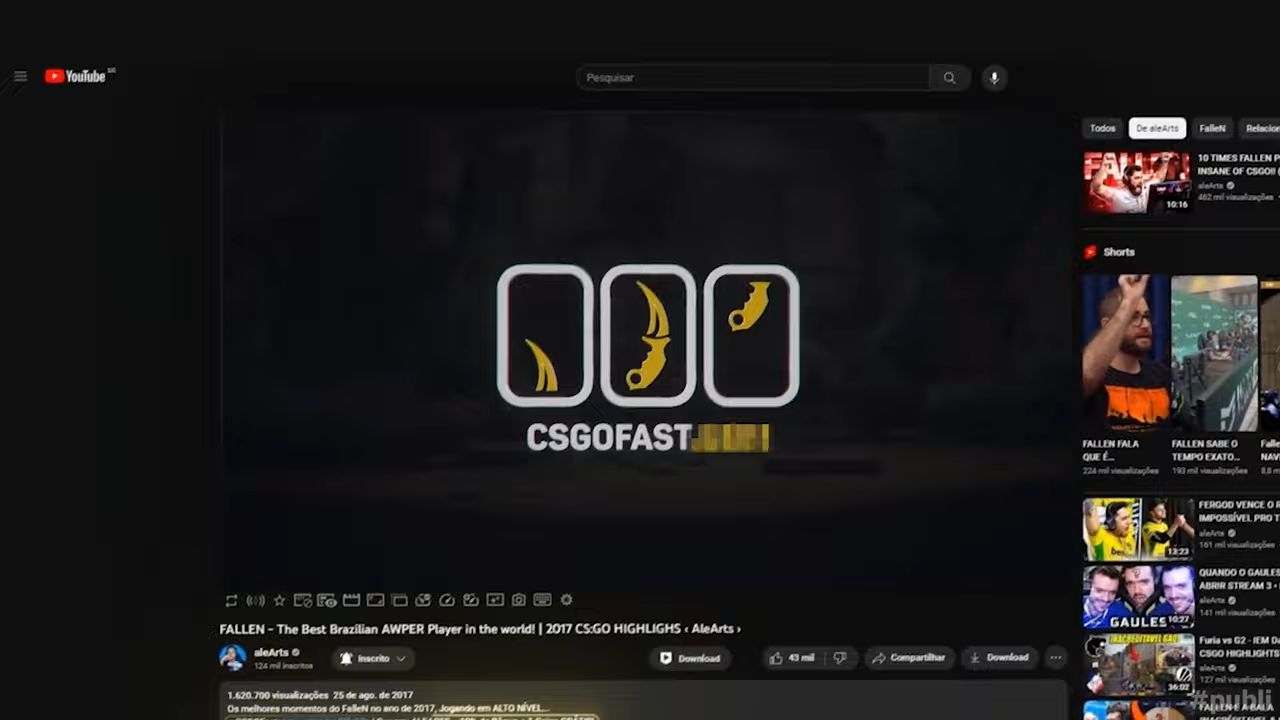 YouTube BR
Pesquisar
Todos
De aleArts
FalleN
CSGOFAST
10 TIMES FALLEN
INSANE OF CSGO!! (
aleArts
462 mil visualizações
10:16
Shorts
FALLEN FALA
QUE É...
224 mil visualizações
FALLEN SABE O
TEMPO EXATO...
193 mil visualizações
FERGOD VENCE O
IMPOSSÍVEL PRO
aleArts
161 mil visualizações
13:23
QUANDO O GAULES
ABRIR STREAM 3 -
aleArts
141 mil visualizações
GAULES
10:27
Furia vs G2 - IEM
CSGO HIGHLIGHTS
aleArts
127 mil visualizações
36:02
FALLEN - The Best Brazilian AWPER Player in the world! | 2017 CS:GO HIGHLIGHS ‹ AleArts ›
aleArts
124 mil inscritos
Inscrito
Download
43 mil
Compartilhar
Download
1.620.700 visualizações 25 de ago. de 2017
Os melhores momentos do FalleN no ano de 2017, Jogando em ALTO NÍVEL...
#publi